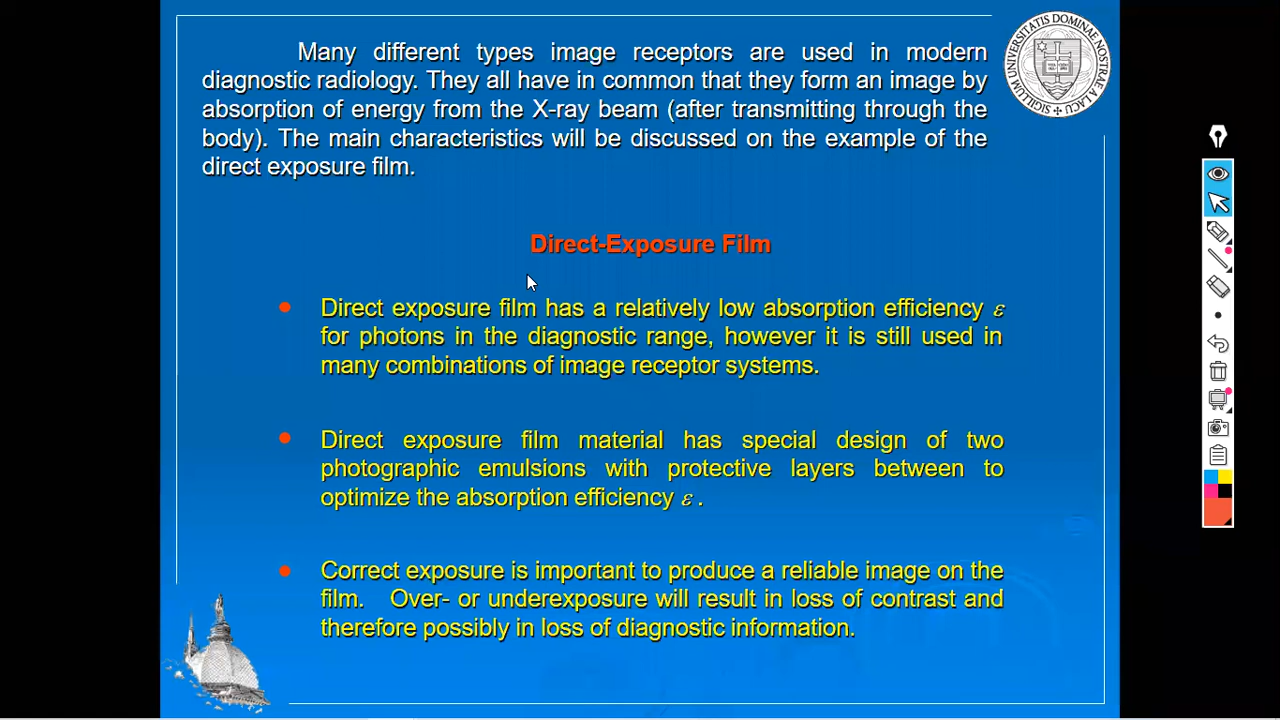 Many different types image receptors are used in modern
diagnostic radiology. They all have in common that they form an image by
absorption of energy from the X-ray beam (after transmitting through the
body). The main characteristics will be discussed on the example of the
direct exposure film.
SIGILLUM UNIVERSITATIS DOMINAE NOSTRAE A LACU
Direct-Exposure Film
Direct exposure film has a relatively low absorption efficiency ε
for photons in the diagnostic range, however it is still used in
many combinations of image receptor systems.
Direct exposure film material has special design of two
photographic emulsions with protective layers between to
optimize the absorption efficiency ε .
Correct exposure is important to produce a reliable image on the
film. Over- or underexposure will result in loss of contrast and
therefore possibly in loss of diagnostic information.